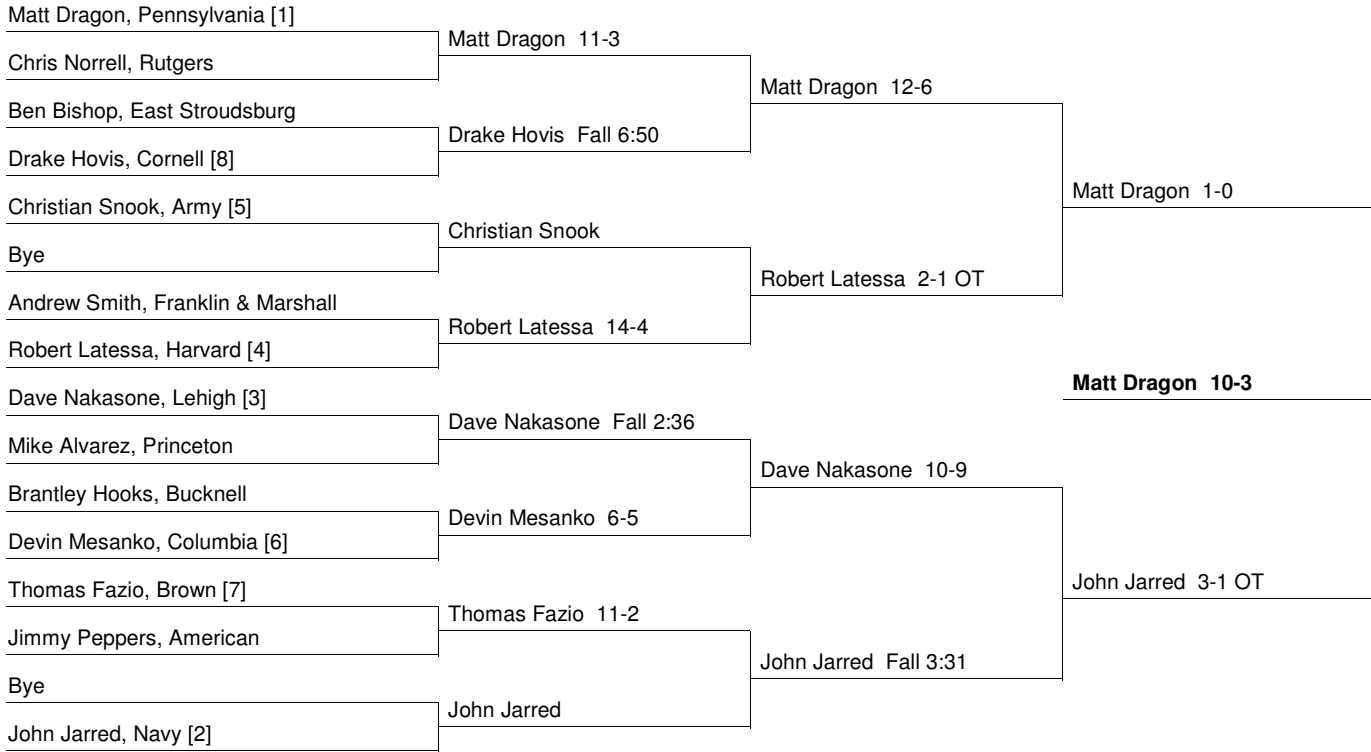 Matt Dragon, Pennsylvania [1]
Chris Norrell, Rutgers
Ben Bishop, East Stroudsburg
Drake Hovis, Cornell [8]
Christian Snook, Army [5]
Bye
Andrew Smith, Franklin & Marshall
Robert Latessa, Harvard [4]
Dave Nakasone, Lehigh [3]
Mike Alvarez, Princeton
Brantley Hooks, Bucknell
Devin Mesanko, Columbia [6]
Thomas Fazio, Brown [7]
Jimmy Peppers, American
Bye
John Jarred, Navy [2]
Matt Dragon 11-3
Drake Hovis Fall 6:50
Christian Snook
Robert Latessa 14-4
Dave Nakasone Fall 2:36
Devin Mesanko 6-5
Thomas Fazio 11-2
John Jarred
Matt Dragon 12-6
Robert Latessa 2-1 OT
Dave Nakasone 10-9
John Jarred Fall 3:31
Matt Dragon 1-0
John Jarred 3-1 OT
Matt Dragon 10-3